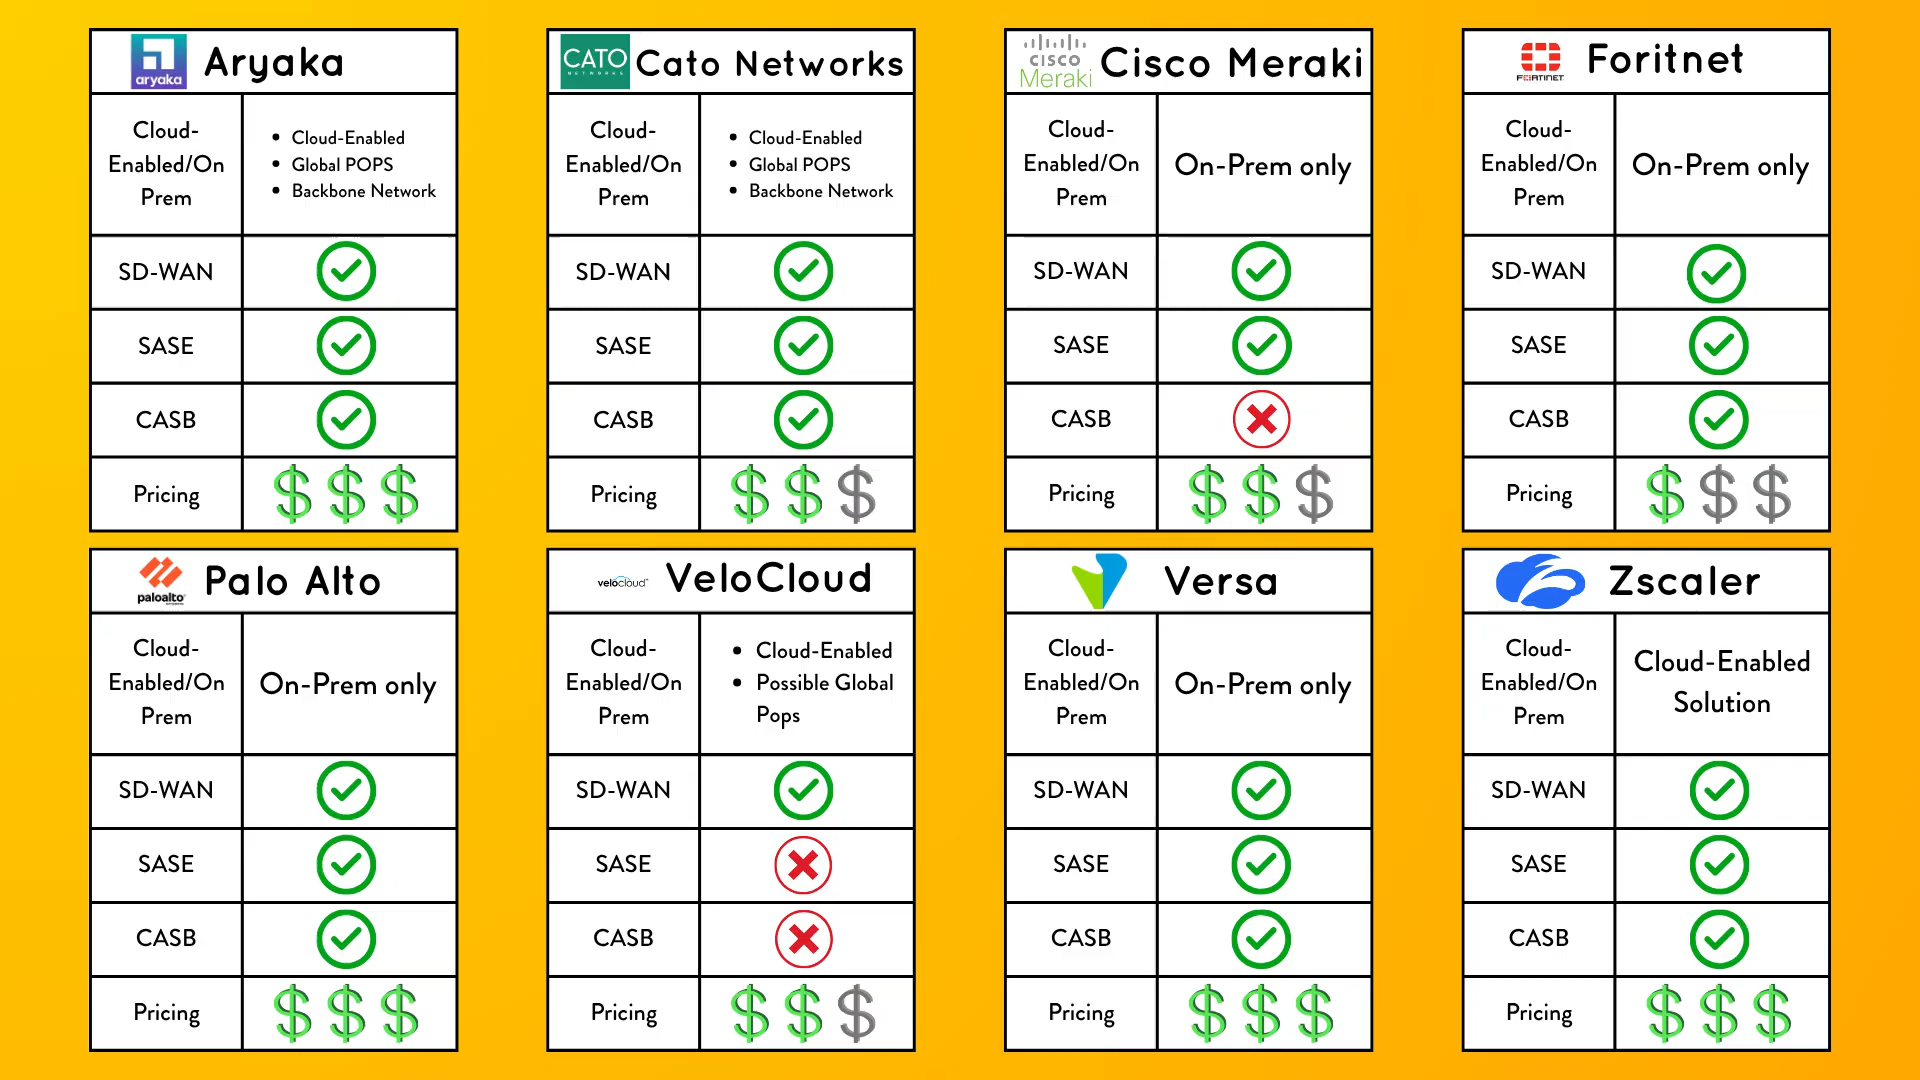 aryaka
Aryaka
Cloud-
Enabled/On
Prem
• Cloud-Enabled
• Global POPS
• Backbone Network
SD-WAN
SASE
CASB
Pricing
$ $ $
CATO
NETWORKS
Cato Networks
Cloud-
Enabled/On
Prem
• Cloud-Enabled
• Global POPS
• Backbone Network
SD-WAN
SASE
CASB
Pricing
$ $ $
CISCO
Meraki
Cisco Meraki
Cloud-
Enabled/On
Prem
On-Prem only
SD-WAN
SASE
CASB
Pricing
$ $ $
FORTINET
Foritnet
Cloud-
Enabled/On
Prem
On-Prem only
SD-WAN
SASE
CASB
Pricing
$ $ $
paloalto
Palo Alto
Cloud-
Enabled/On
Prem
On-Prem only
SD-WAN
SASE
CASB
Pricing
$ $ $
velocloud
VeloCloud
Cloud-
Enabled/On
Prem
• Cloud-Enabled
• Possible Global
Pops
SD-WAN
SASE
CASB
Pricing
$ $ $
Versa
Cloud-
Enabled/On
Prem
On-Prem only
SD-WAN
SASE
CASB
Pricing
$ $ $
Zscaler
Cloud-
Enabled/On
Prem
Cloud-Enabled
Solution
SD-WAN
SASE
CASB
Pricing
$ $ $